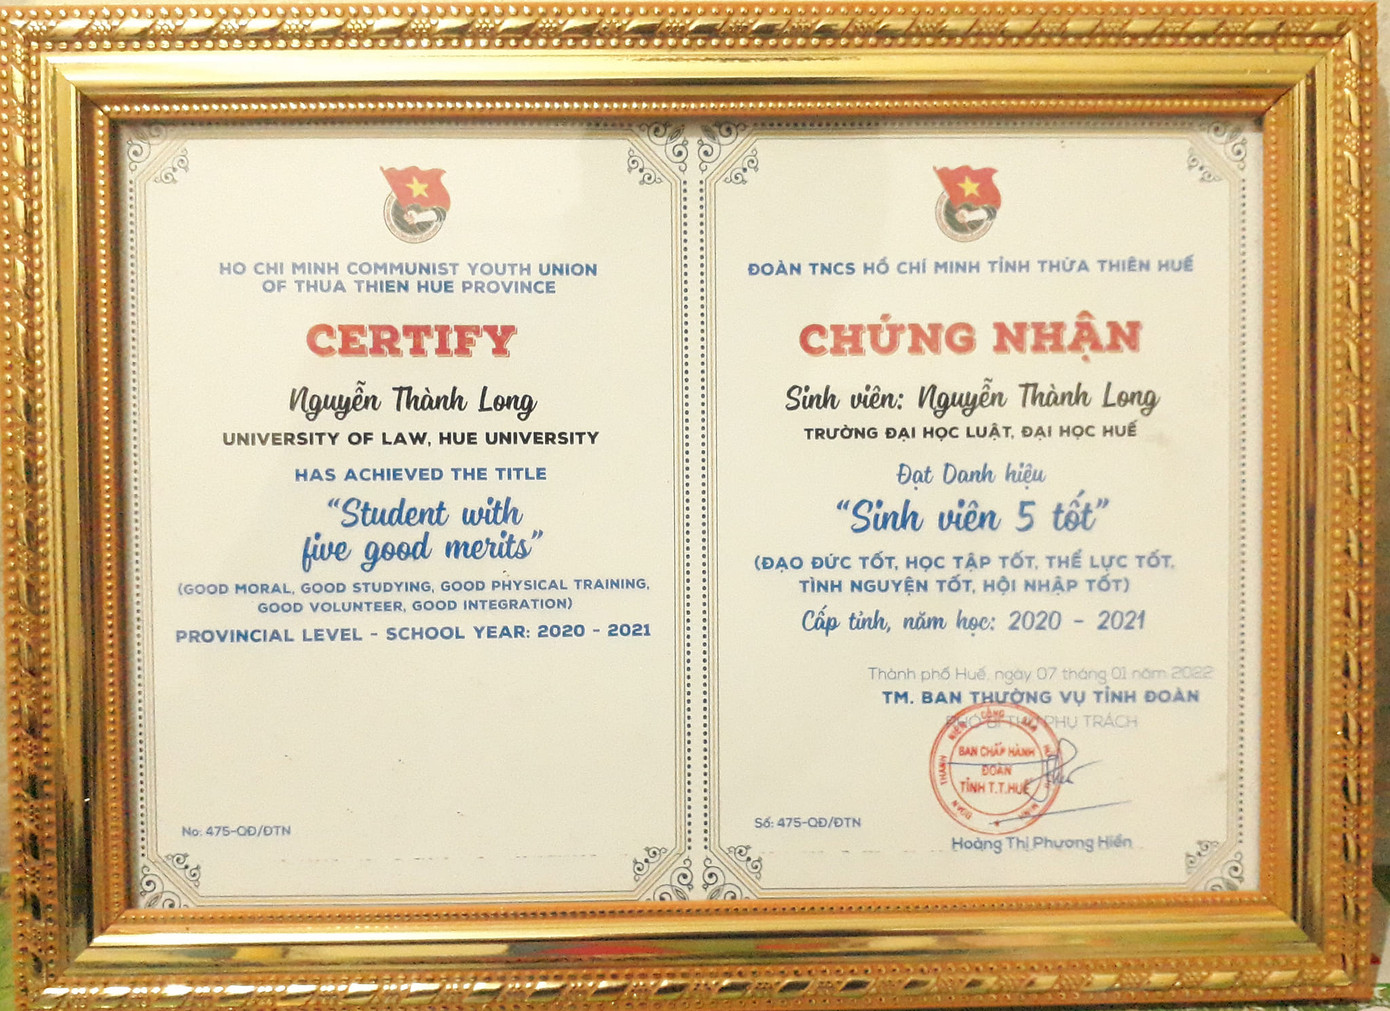 HO CHI MINH COMMUNIST YOUTH UNION
OF THUA THIEN HUE PROVINCE
CERTIFY
Nguyễn Thành Long
UNIVERSITY OF LAW, HUE UNIVERSITY
HAS ACHIEVED THE TITLE
“Student with
five good merits”
(GOOD MORAL, GOOD STUDYING, GOOD PHYSICAL TRAINING,
GOOD VOLUNTEER, GOOD INTEGRATION)
PROVINCIAL LEVEL - SCHOOL YEAR: 2020 - 2021
No: 475-QĐ/ĐTN
ĐOÀN TNCS HỒ CHÍ MINH TỈNH THỪA THIÊN HUẾ
CHỨNG NHẬN
Sinh viên: Nguyễn Thành Long
TRƯỜNG ĐẠI HỌC LUẬT, ĐẠI HỌC HUẾ
Đạt Danh hiệu
“Sinh viên 5 tốt”
(ĐẠO ĐỨC TỐT, HỌC TẬP TỐT, THỂ LỰC TỐT,
TÌNH NGUYỆN TỐT, HỘI NHẬP TỐT)
Cấp tỉnh, năm học: 2020 - 2021
Thành phố Huế, ngày 07 tháng 01 năm 2022
TM. BAN THƯỜNG VỤ TỈNH ĐOÀN
PHÓ BÍ THƯ PHỤ TRÁCH
BAN CHẤP HÀNH
ĐOÀN
TỈNH T.T.HUẾ
Số: 475-QĐ/ĐTN
Hoàng Thị Phương Hiền